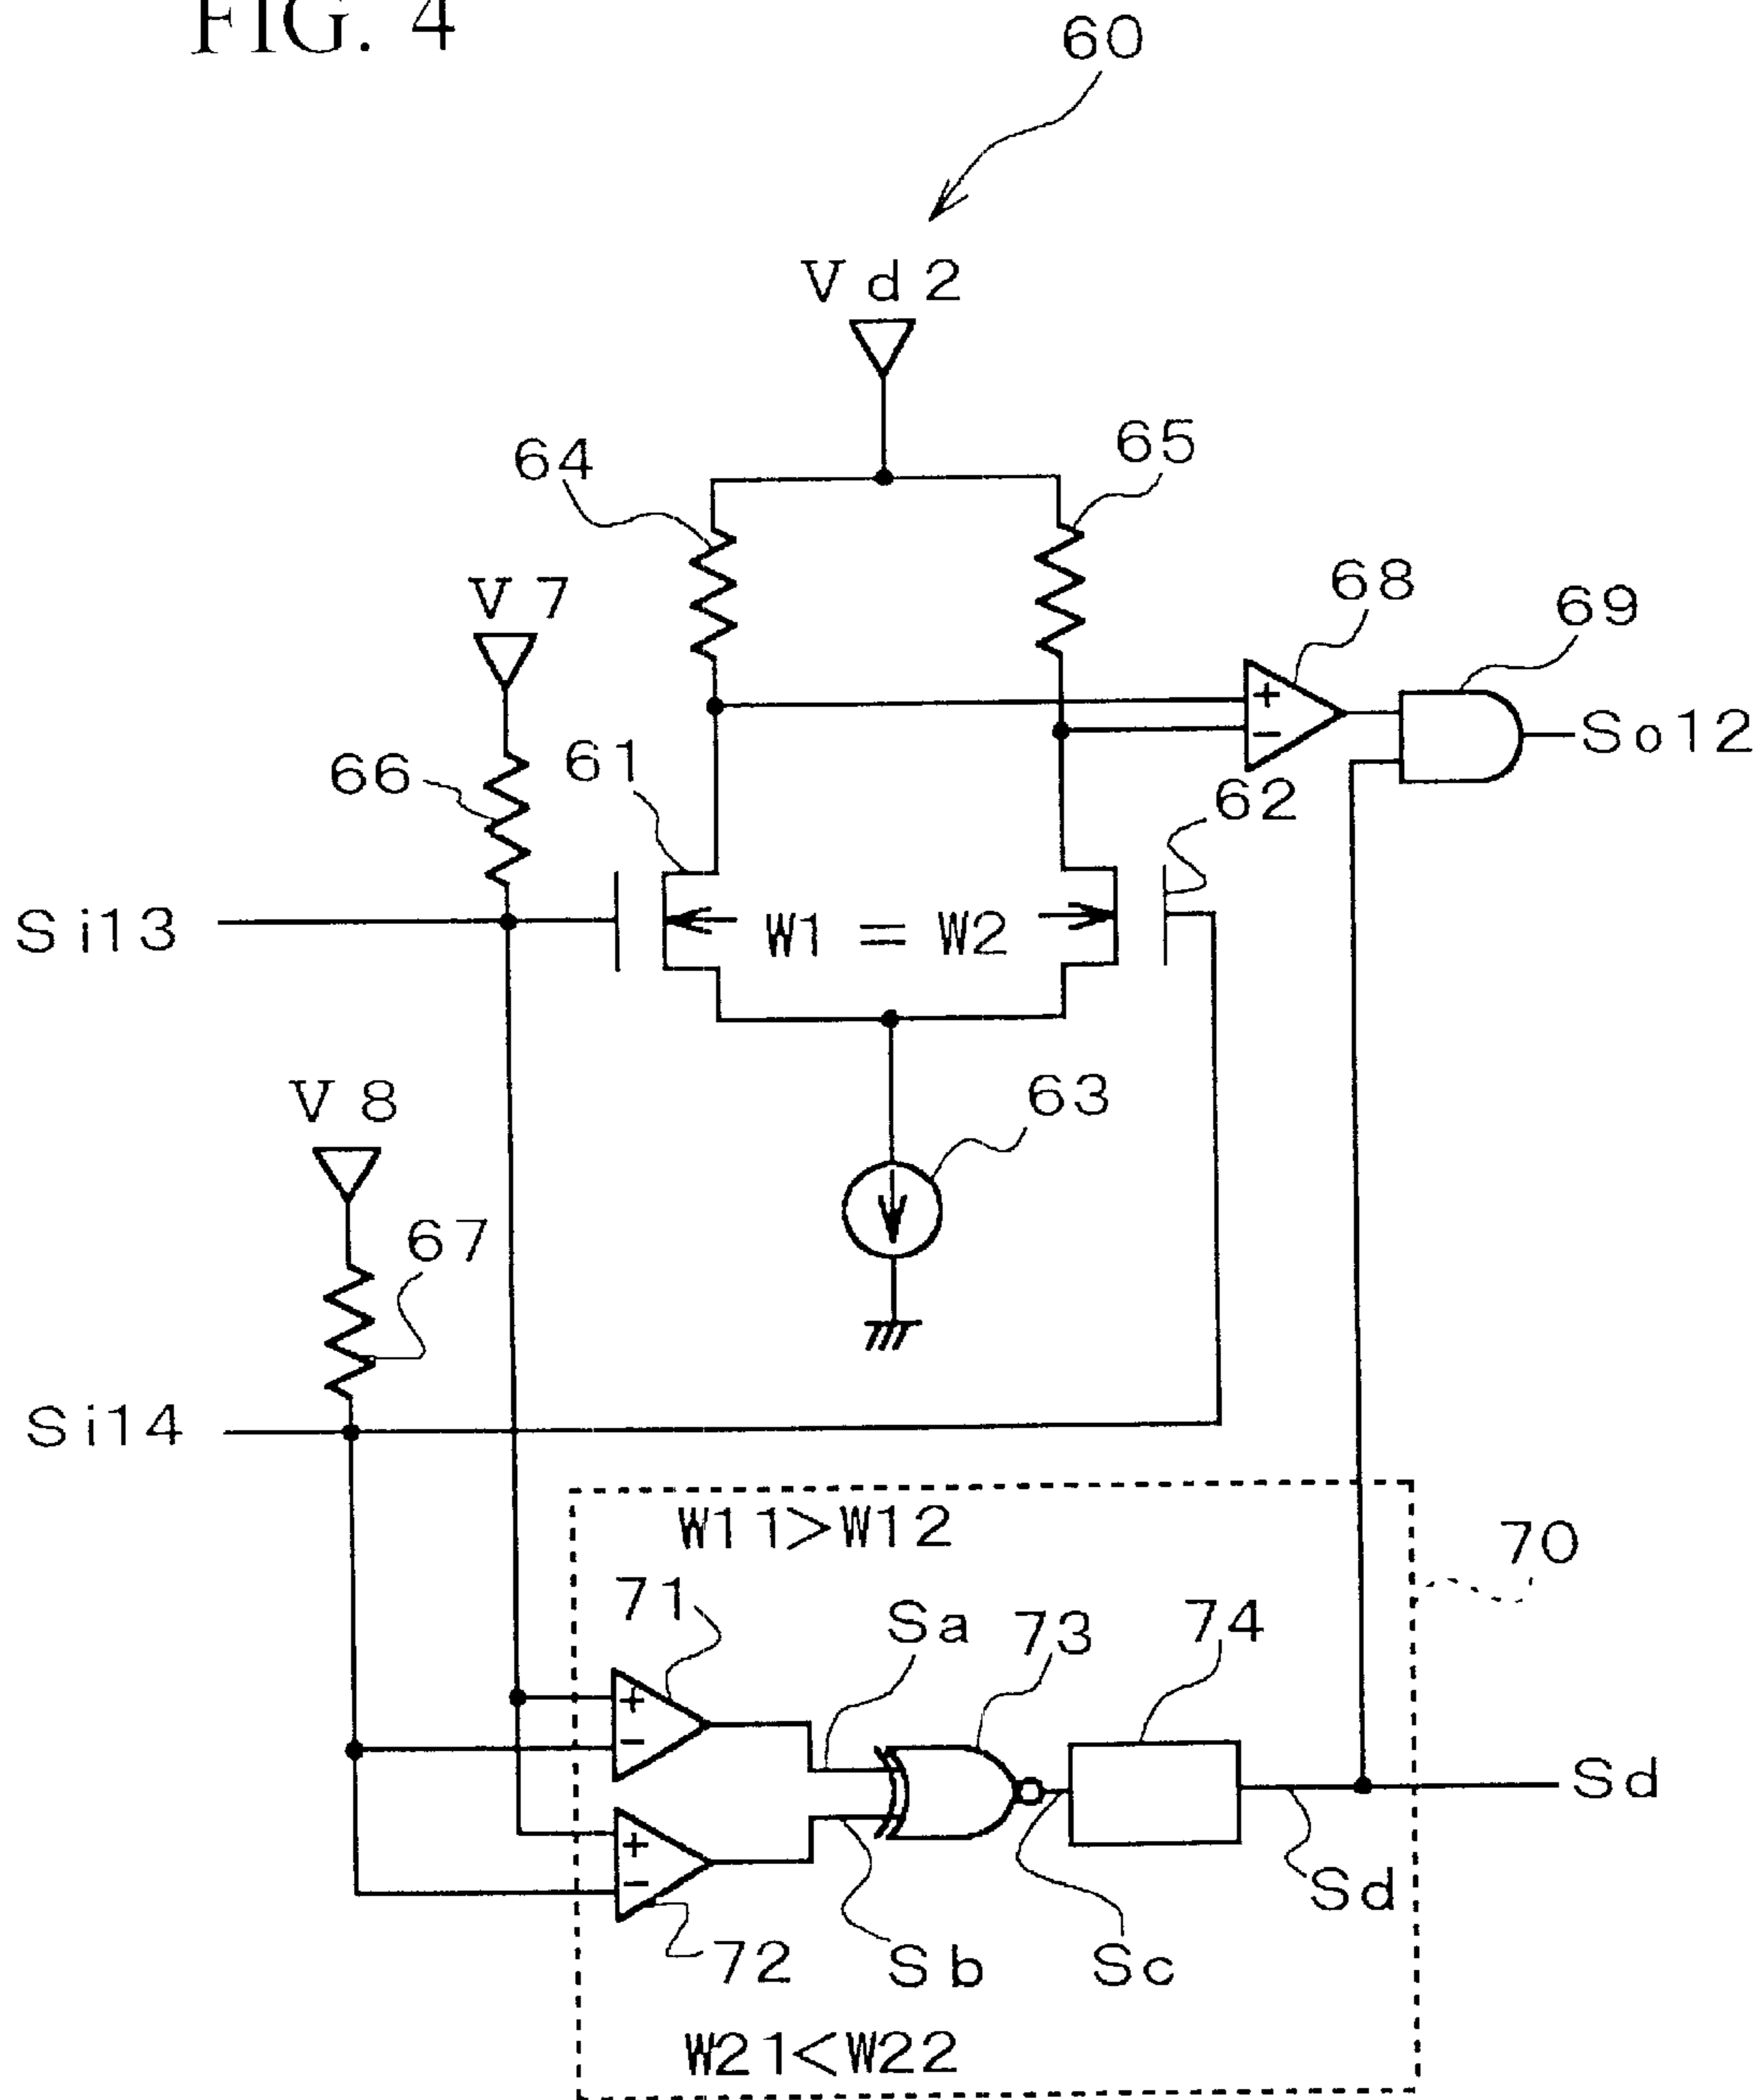 FIG. 4
60
Vd2
64
65
V7
68
69
66
61
+
−
So12
62
Si13
W1 = W2
V8
63
67
Si14
W11>W12
70
71
Sa
73
74
+
−
Sd
+
−
Sd
72
Sb
Sc
W21<W22